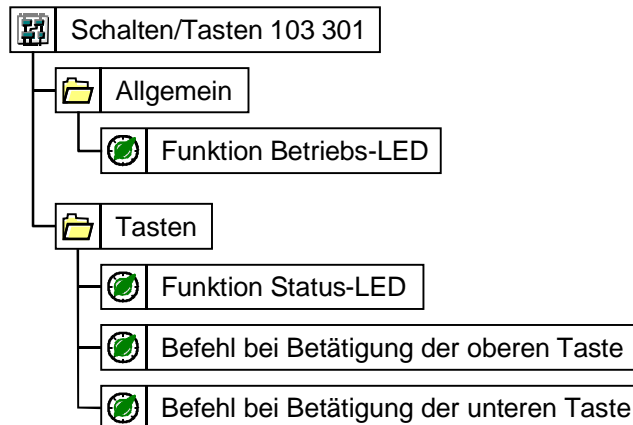 Schalten/Tasten 103 301
Allgemein
Funktion Betriebs-LED
Tasten
Funktion Status-LED
Befehl bei Betätigung der oberen Taste
Befehl bei Betätigung der unteren Taste